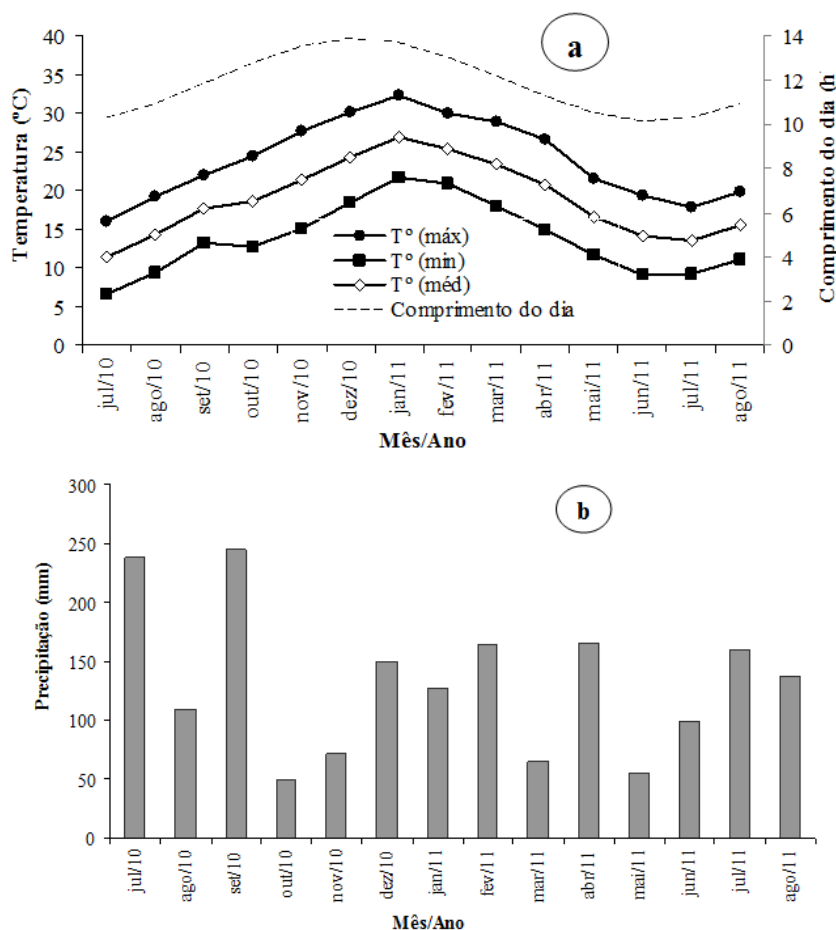 a
Temperatura (ºC)
40
35
30
25
20
15
10
5
0
Comprimento do dia (h
14
12
10
8
6
4
2
0
Tº (máx)
Tº (min)
Tº (méd)
Comprimento do dia
jul/10
ago/10
set/10
out/10
nov/10
dez/10
jan/11
fev/11
mar/11
abr/11
mai/11
jun/11
jul/11
ago/11
Mês/Ano
b
Precipitação (mm)
300
250
200
150
100
50
0
jul/10
ago/10
set/10
out/10
nov/10
dez/10
jan/11
fev/11
mar/11
abr/11
mai/11
jun/11
jul/11
ago/11
Mês/Ano